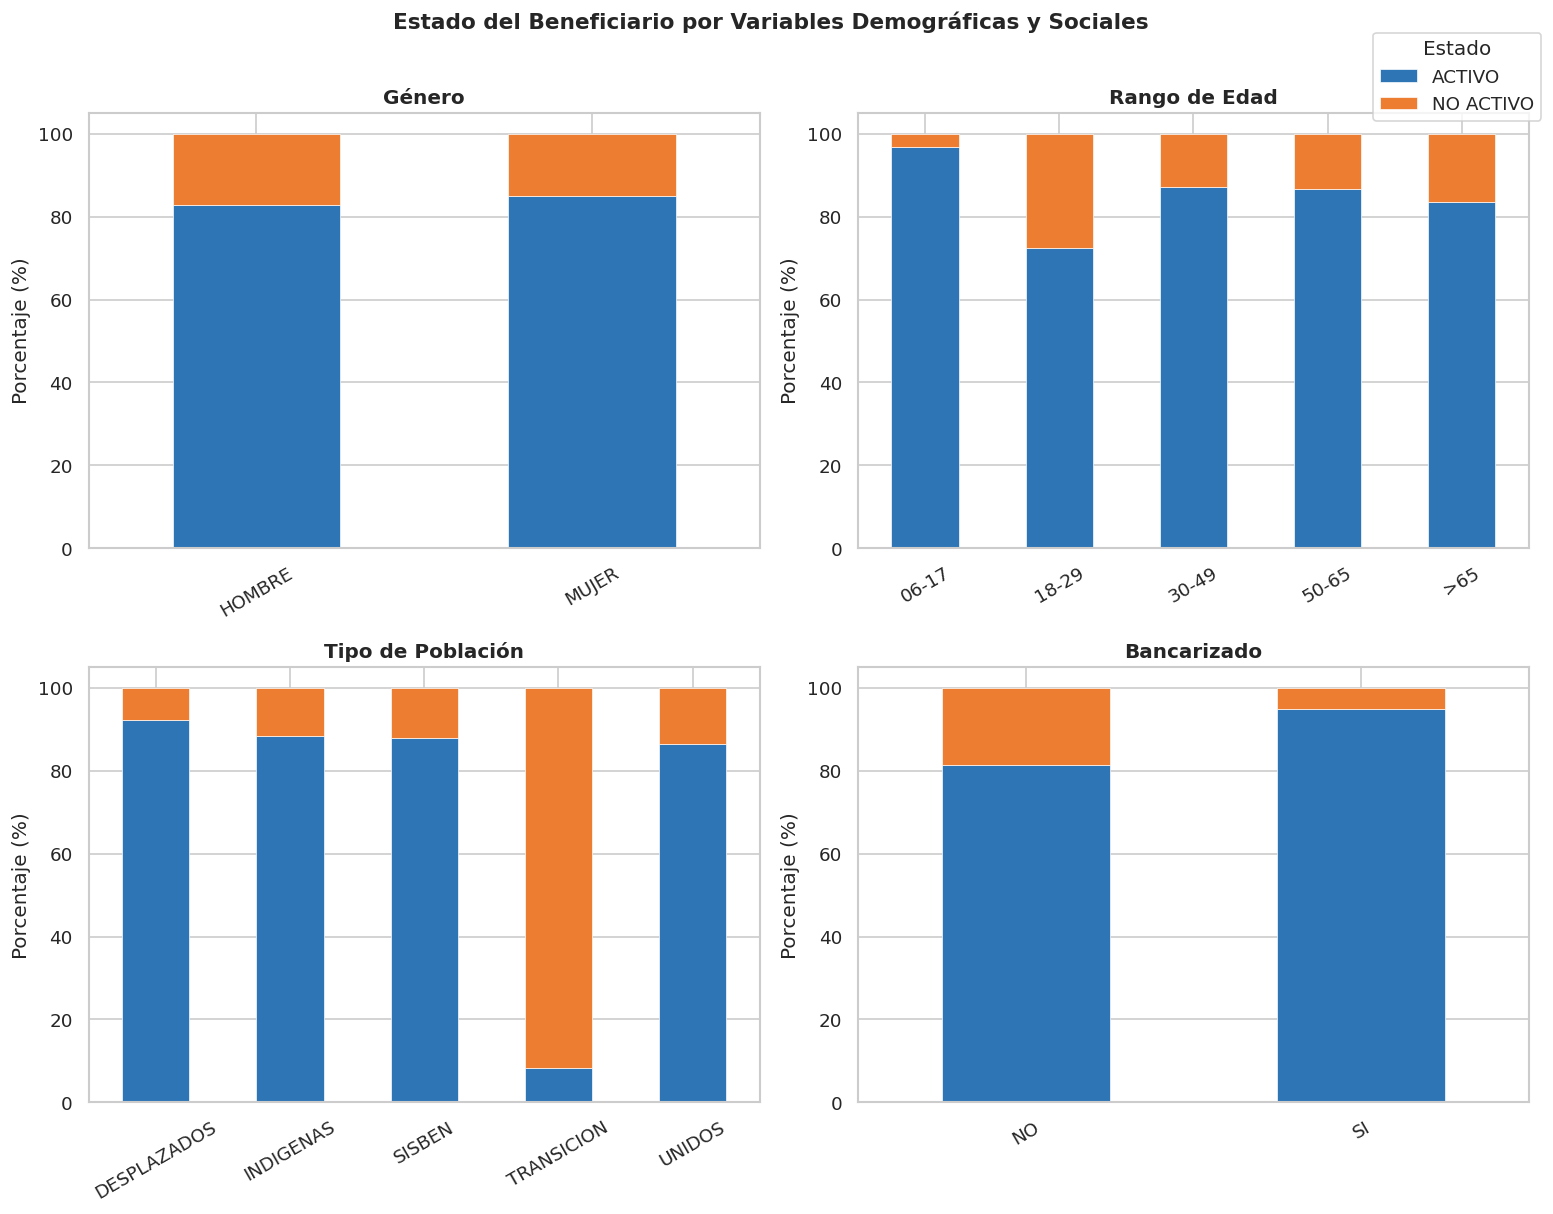 Estado del Beneficiario por Variables Demográficas y Sociales
Estado
ACTIVO
NO ACTIVO
Género
Porcentaje (%)
100
80
60
40
20
0
HOMBRE
MUJER
Rango de Edad
Porcentaje (%)
100
80
60
40
20
0
06-17
18-29
30-49
50-65
>65
Tipo de Población
Porcentaje (%)
100
80
60
40
20
0
DESPLAZADOS
INDIGENAS
SISBEN
TRANSICION
UNIDOS
Bancarizado
Porcentaje (%)
100
80
60
40
20
0
NO
SI